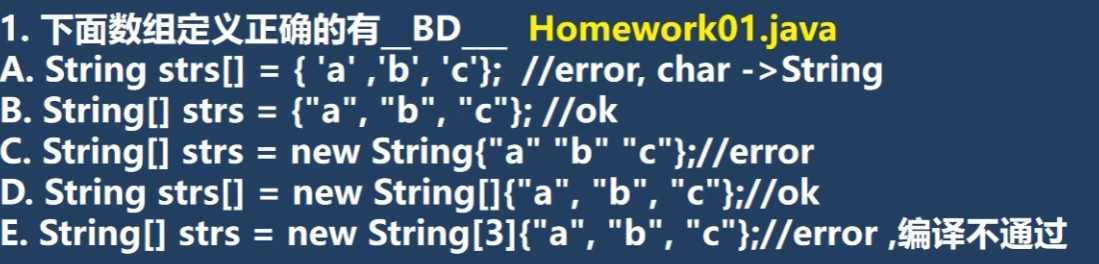 1. 下面数组定义正确的有__BD___ Homework01.java
A. String strs[] = { 'a' ,'b', 'c'}; //error, char ->String
B. String[] strs = {"a", "b", "c"}; //ok
C. String[] strs = new String{"a" "b" "c"};//error
D. String strs[] = new String[]{"a", "b", "c"};//ok
E. String[] strs = new String[3]{"a", "b", "c"};//error ,编译不通过